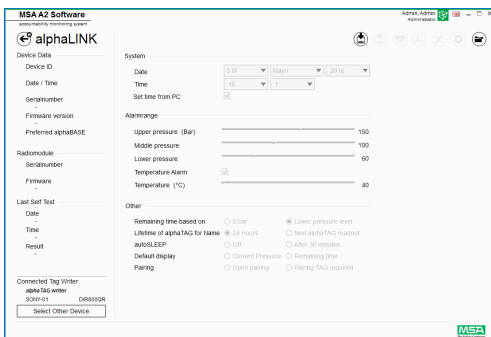 MSA A2 Software
accountability monitoring system
Admin, Admin
Administrator
alphaLINK
Device Data
Device ID
Date / Time
Serialnumber
-
Firmware version
-
Preferred alphaBASE
Radiomodule
Serialnumber
-
Firmware
-
Last Self Test
Date
-
Time
-
Result
-
Connected Tag Writer:
alphaTAG writer
SONY-01 DIR800QR
Select Other Device
System
Date 3 M Mayo 2016
Time 16 1
Set time from PC
Alarmrange
Upper pressure (Bar) 150
Middle pressure 100
Lower pressure 60
Temperature Alarm
Temperature (°C) 40
Other
Remaining time based on 0 bar Lower pressure level
Lifetime of alphaTAG for Name 24 Hours Next alphaTAG readout
autoSLEEP Off After 30 minutes
Default display Current Pressure Remaining time
Pairing Open pairing Pairing TAG required
MSA